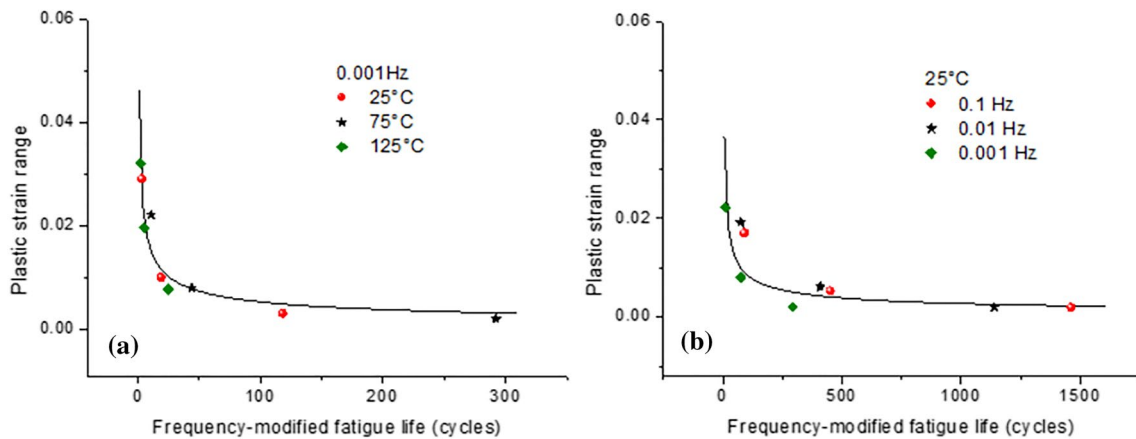 0.06
0.04
0.02
0.00
Plastic strain range
0.001Hz
25°C
75°C
125°C
(a)
0 100 200 300
Frequency-modified fatigue life (cycles)
0.06
0.04
0.02
0.00
Plastic strain range
25°C
0.1 Hz
0.01 Hz
0.001 Hz
(b)
0 500 1000 1500
Frequency-modified fatigue life (cycles)